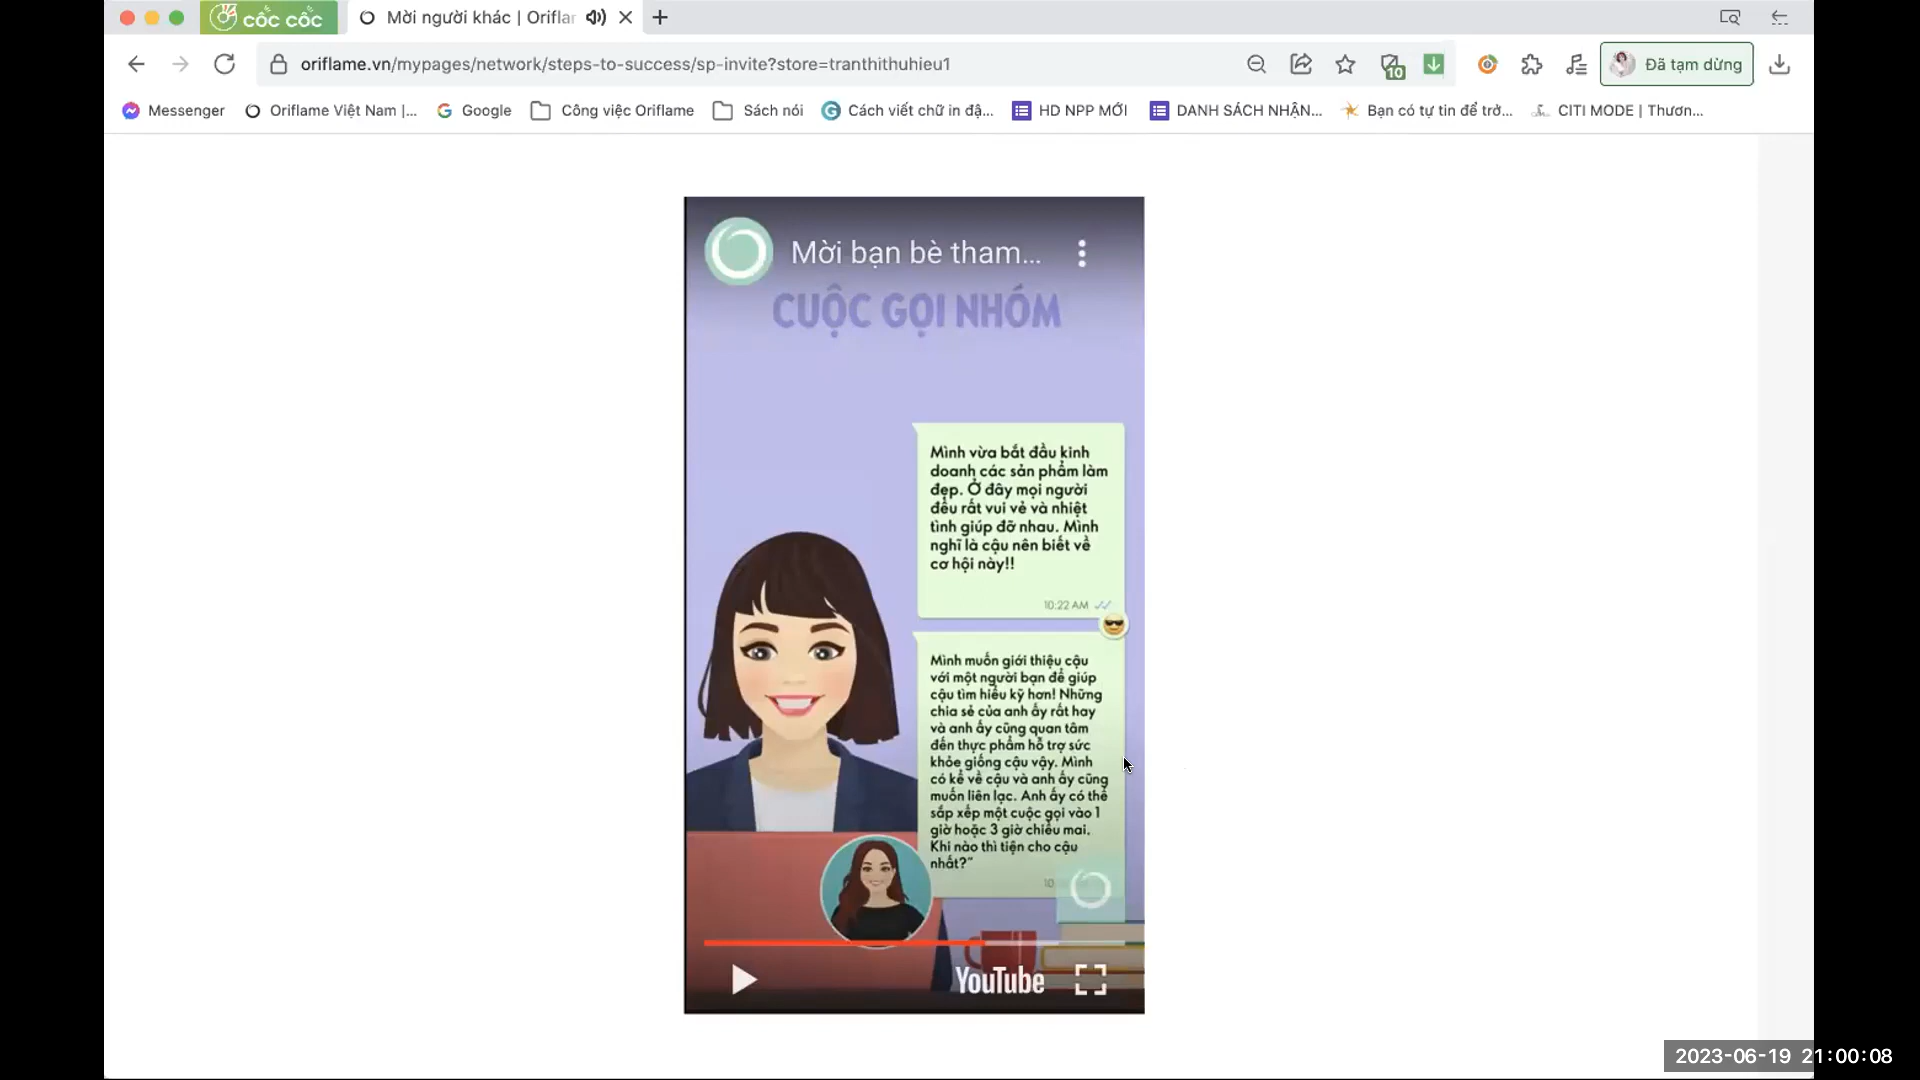 cốc cốc
Mời người khác | Orifla
oriflame.vn/mypages/network/steps-to-success/sp-invite?store=tranthithuhieu1
10
Đã tạm dừng
Messenger
Oriflame Việt Nam |...
Google
Công việc Oriflame
Sách nói
Cách viết chữ in đậ...
HD NPP MỚI
DANH SÁCH NHẬN...
Bạn có tự tin để trở...
CITI MODE | Thươn...
Mời bạn bè tham...
CUỘC GỌI NHÓM
Mình vừa bắt đầu kinh
doanh các sản phẩm làm
đẹp. Ở đây mọi người
đều rất vui vẻ và nhiệt
tình giúp đỡ nhau. Mình
nghĩ là cậu nên biết về
cơ hội này!!
10:22 AM
Mình muốn giới thiệu cậu
với một người bạn để giúp
cậu tìm hiểu kỹ hơn! Những
chia sẻ của anh ấy rất hay
và anh ấy cũng quan tâm
đến thực phẩm hỗ trợ sức
khỏe giống cậu vậy. Mình
có kể về cậu và anh ấy cũng
muốn liên lạc. Anh ấy có thể
sắp xếp một cuộc gọi vào 1
giờ hoặc 3 giờ chiều mai.
Khi nào thì tiện cho cậu
nhất?"
10
YouTube
2023-06-19 21:00:08